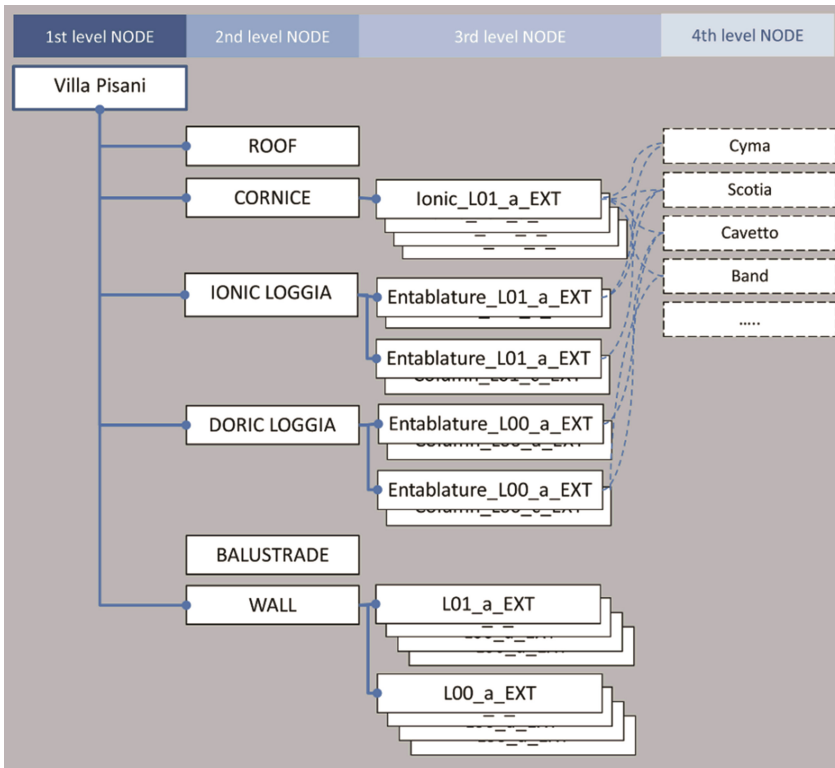 1st level NODE
2nd level NODE
3rd level NODE
4th level NODE
Villa Pisani
ROOF
CORNICE
IONIC LOGGIA
DORIC LOGGIA
BALUSTRADE
WALL
Ionic_L01_a_EXT
Entablature_L01_a_EXT
Entablature_L01_a_EXT
Entablature_L00_a_EXT
Entablature_L00_a_EXT
L01_a_EXT
L00_a_EXT
Cyma
Scotia
Cavetto
Band
.....